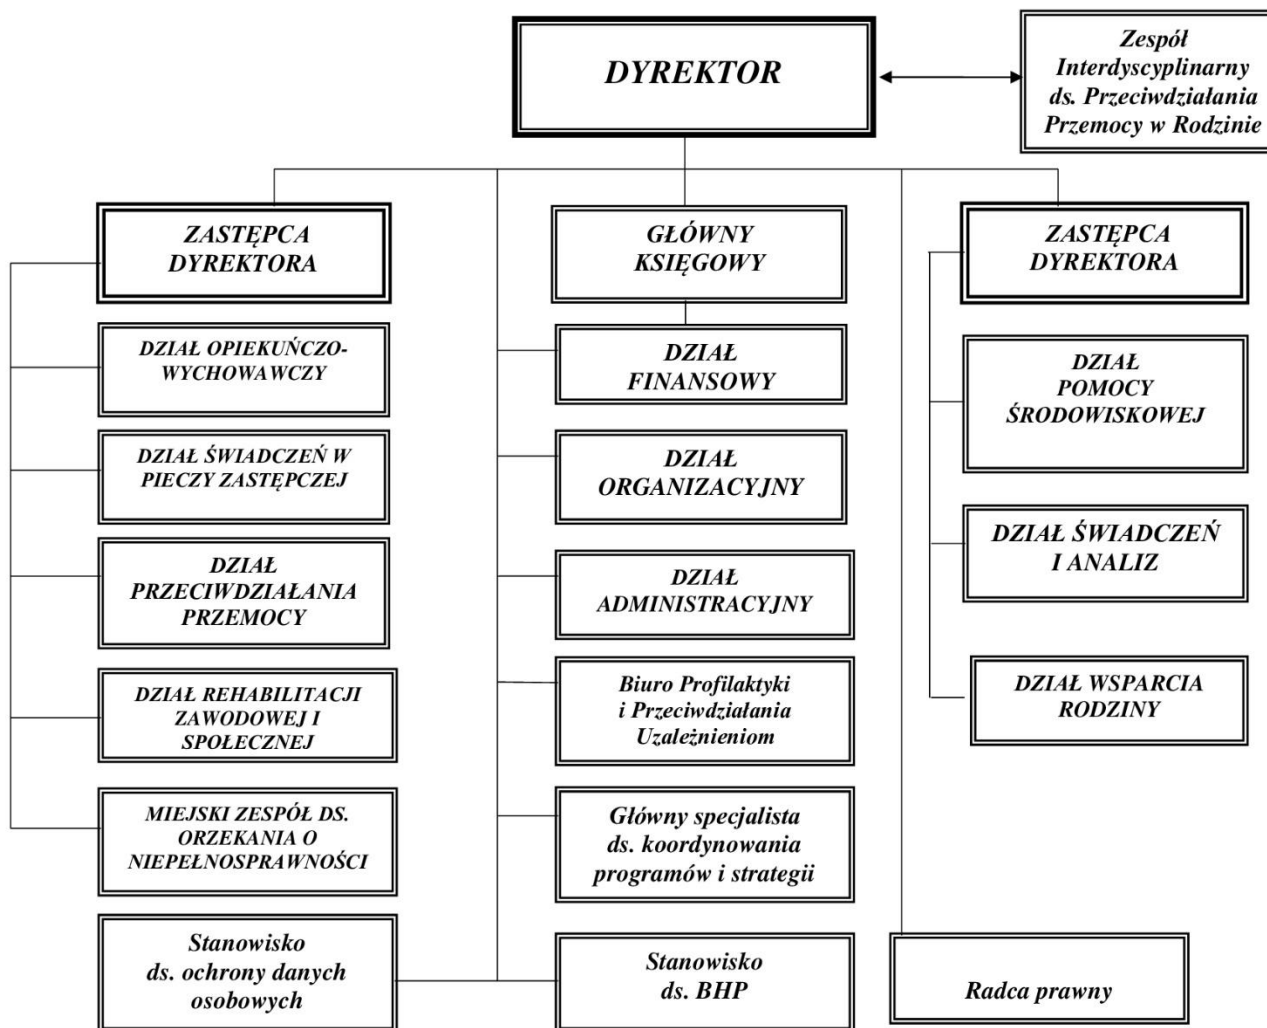 DYREKTOR
Zespół
Interdyscyplinarny
ds. Przeciwdziałania
Przemocy w Rodzinie
ZASTĘPCA
DYREKTORA
GŁÓWNY
KSIĘGOWY
ZASTĘPCA
DYREKTORA
DZIAŁ OPIEKUŃCZO-
WYCHOWAWCZY
DZIAŁ ŚWIADCZEŃ W
PIECZY ZASTĘPCZEJ
DZIAŁ
PRZECIWDZIAŁANIA
PRZEMOCY
DZIAŁ REHABILITACJI
ZAWODOWEJ I
SPOŁECZNEJ
MIEJSKI ZESPÓŁ DS.
ORZEKANIA O
NIEPEŁNOSPRAWNOŚCI
Stanowisko
ds. ochrony danych
osobowych
DZIAŁ
FINANSOWY
DZIAŁ
ORGANIZACYJNY
DZIAŁ
ADMINISTRACYJNY
Biuro Profilaktyki
i Przeciwdziałania
Uzależnieniom
Główny specjalista
ds. koordynowania
programów i strategii
Stanowisko
ds. BHP
DZIAŁ
POMOCY
ŚRODOWISKOWEJ
DZIAŁ ŚWIADCZEŃ
I ANALIZ
DZIAŁ WSPARCIA
RODZINY
Radca prawny